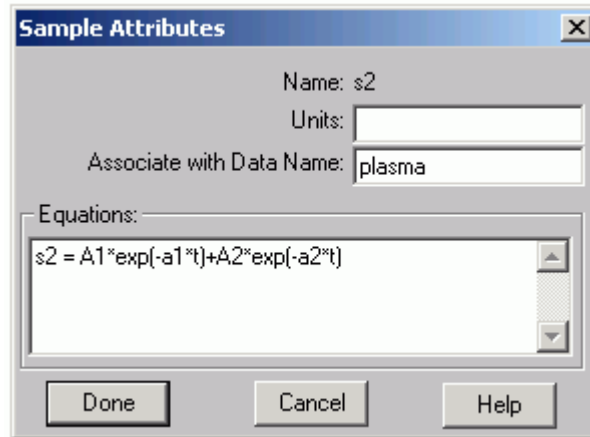 Sample Attributes
Name: s2
Units:
Associate with Data Name: plasma
Equations:
s2 = A1*exp(-a1*t)+A2*exp(-a2*t)
Done Cancel Help